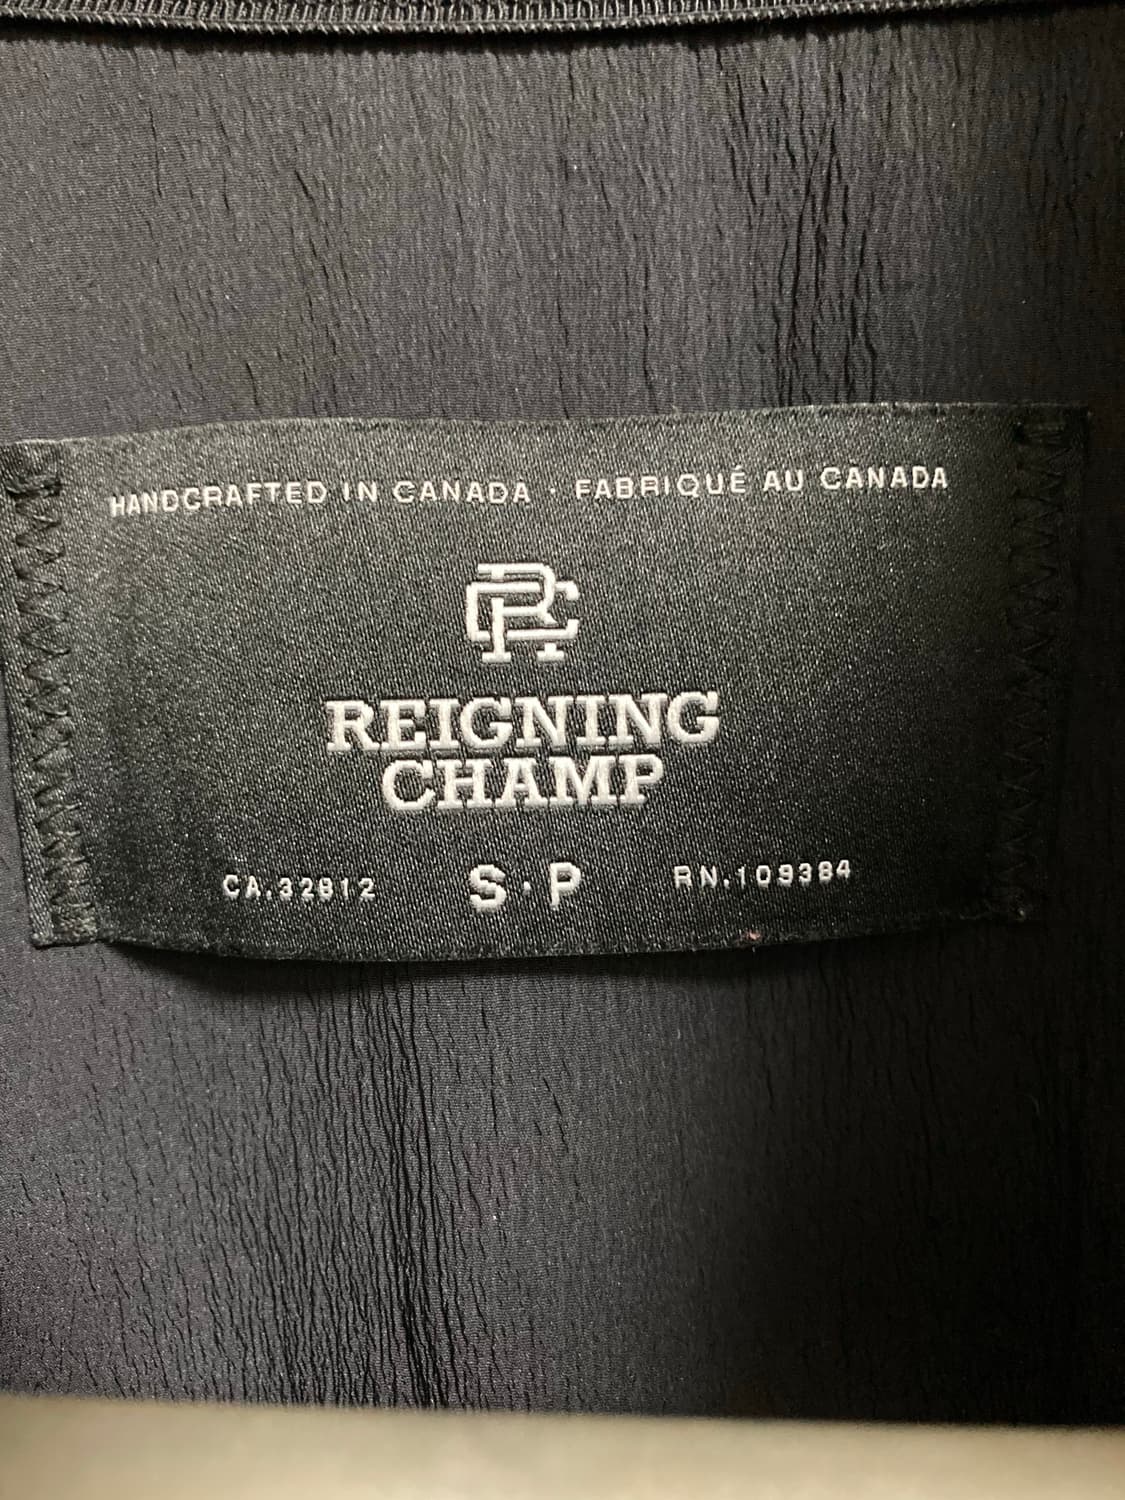 HANDCRAFTED IN CANADA · FABRIQUÉ AU CANADA
RC
REIGNING
CHAMP
CA.32812 S·P RN.109384